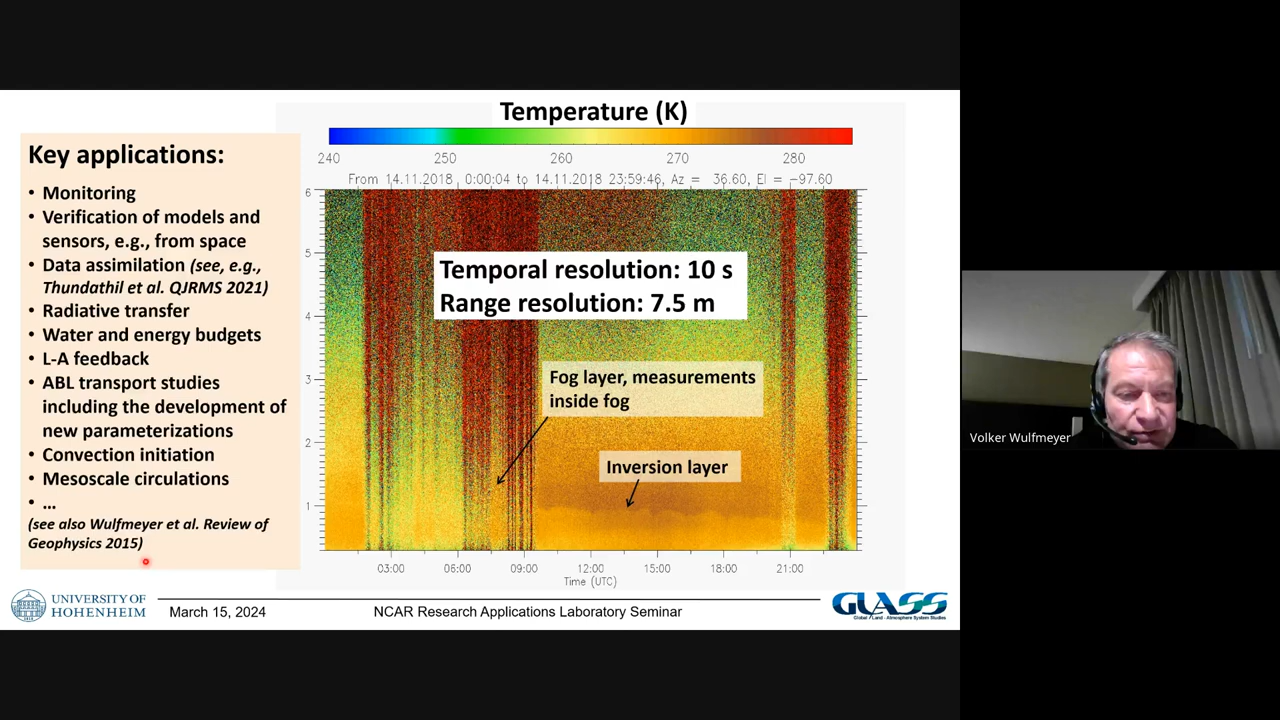 Temperature (K)
240 250 260 270 280
From 14.11.2018 , 0:00:04 to 14.11.2018 23:59:46, Az = 36.60, El = -97.60
Key applications:
• Monitoring
• Verification of models and
sensors, e.g., from space
• Data assimilation (see, e.g.,
Thundathil et al. QJRMS 2021)
• Radiative transfer
• Water and energy budgets
• L-A feedback
• ABL transport studies
including the development of
new parameterizations
• Convection initiation
• Mesoscale circulations
• ...
(see also Wulfmeyer et al. Review of
Geophysics 2015)
6
5
4
3
2
1
Temporal resolution: 10 s
Range resolution: 7.5 m
Fog layer, measurements
inside fog
Inversion layer
03:00 06:00 09:00 12:00 15:00 18:00 21:00
Time (UTC)
UNIVERSITY OF
HOHENHEIM
March 15, 2024
NCAR Research Applications Laboratory Seminar
GLASS
Global Land - Atmosphere System Studies
Volker Wulfmeyer